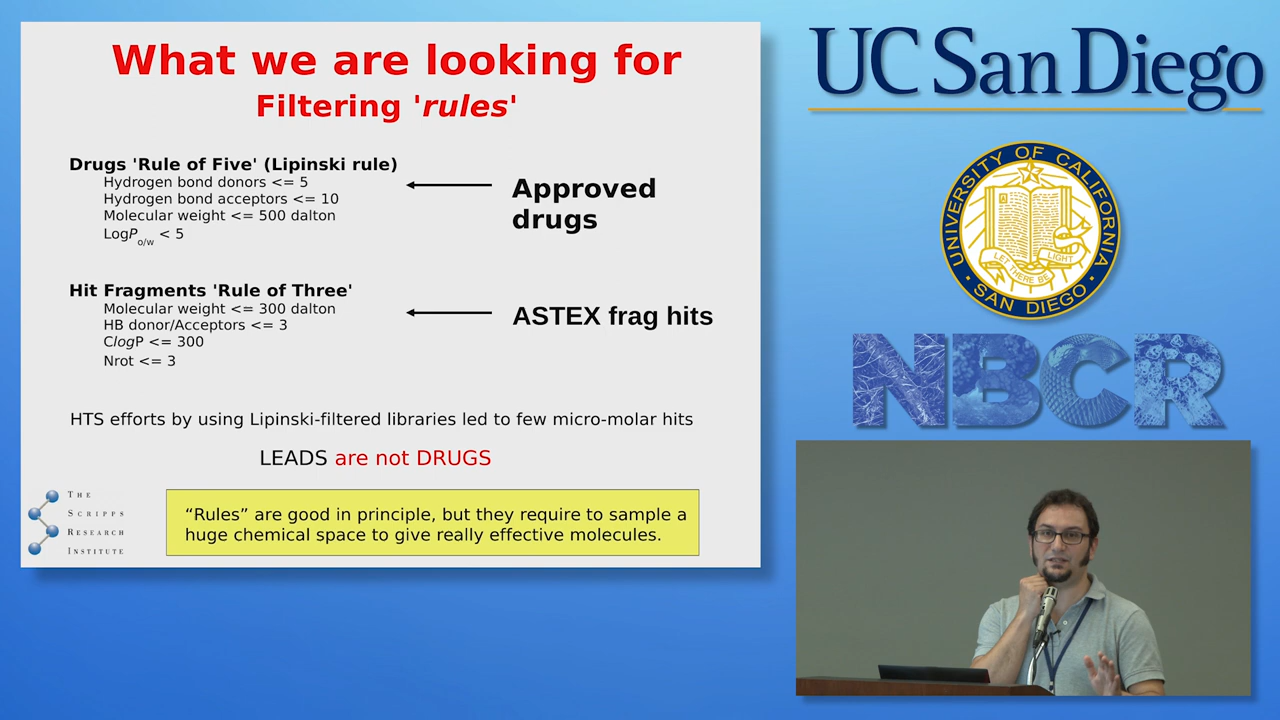 What we are looking for
Filtering 'rules'
Drugs 'Rule of Five' (Lipinski rule)
Hydrogen bond donors <= 5
Hydrogen bond acceptors <= 10
Molecular weight <= 500 dalton
LogPo/w < 5
Approved
drugs
Hit Fragments 'Rule of Three'
Molecular weight <= 300 dalton
HB donor/Acceptors <= 3
ClogP <= 300
Nrot <= 3
ASTEX frag hits
HTS efforts by using Lipinski-filtered libraries led to few micro-molar hits
LEADS are not DRUGS
“Rules” are good in principle, but they require to sample a
huge chemical space to give really effective molecules.
THE
SCRIPPS
RESEARCH
INSTITUTE
UC San Diego
UNIVERSITY OF CALIFORNIA
LET THERE BE LIGHT
SAN DIEGO
NBCR